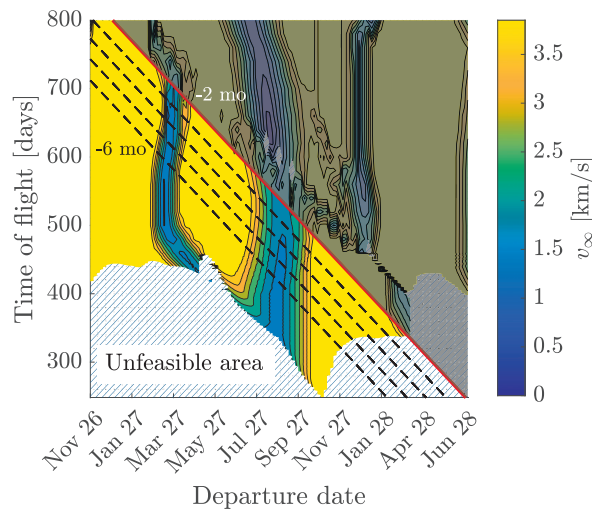 800
700
600
500
400
300
Time of flight [days]
-2 mo
-6 mo
Unfeasible area
Nov 26
Jan 27
Mar 27
May 27
Jul 27
Sep 27
Nov 27
Jan 28
Apr 28
Jun 28
Departure date
3.5
3
2.5
2
1.5
1
0.5
0
v∞ [km/s]